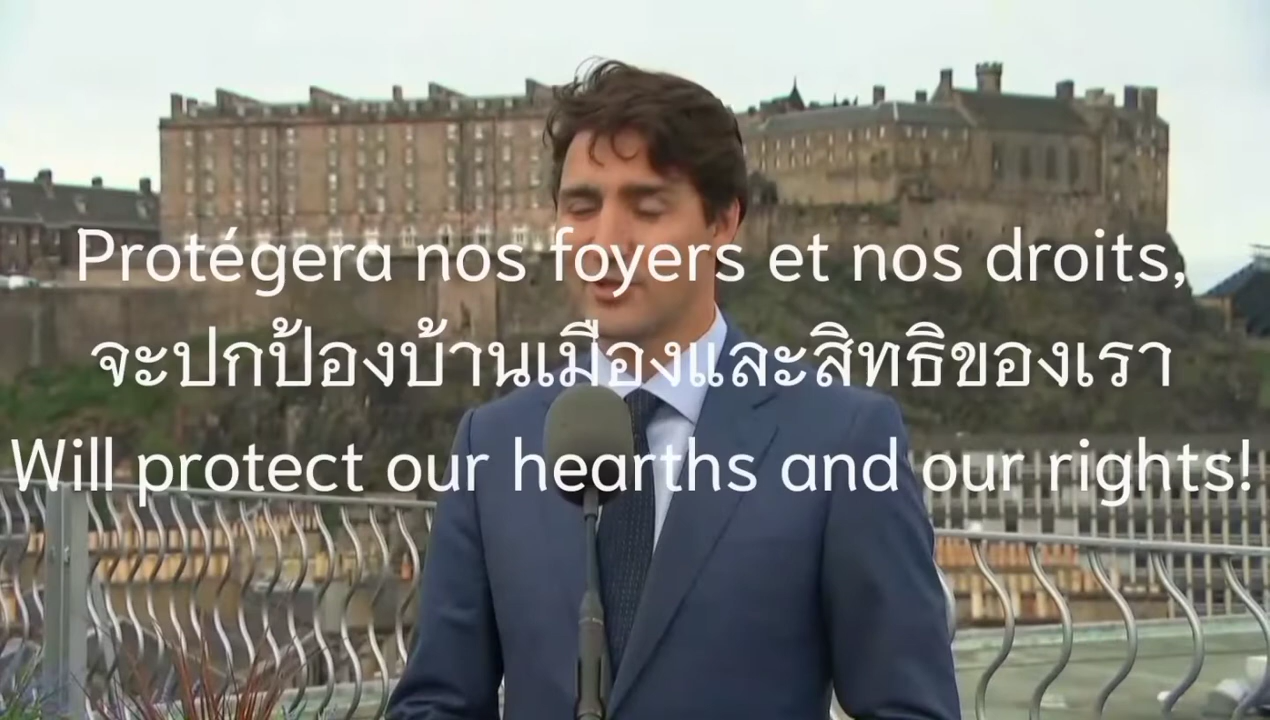 Protégera nos foyers et nos droits,
จะปกป้องบ้านเมืองและสิทธิของเรา
Will protect our hearths and our rights!